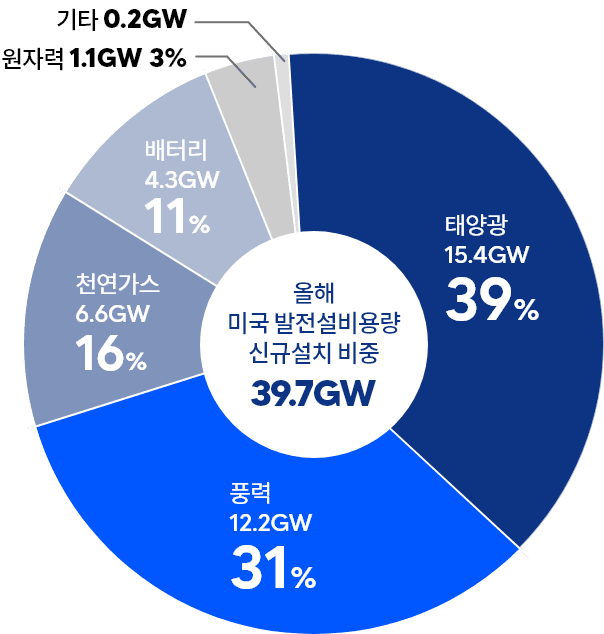 기타 0.2GW
원자력 1.1GW 3%
배터리
4.3GW
11%
태양광
15.4GW
39%
천연가스
6.6GW
16%
올해
미국 발전설비용량
신규설치 비중
39.7GW
풍력
12.2GW
31%